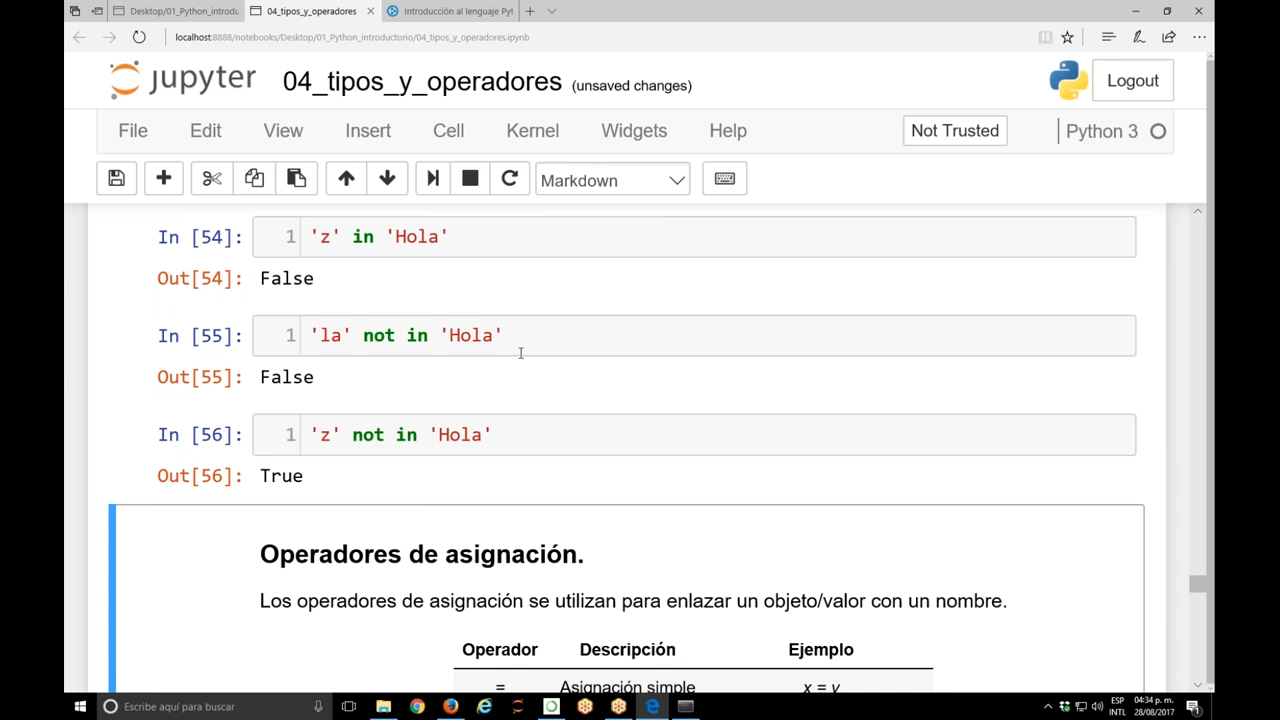 Desktop/01_Python_introdu
04_tipos_y_operadores
Introducción al lenguaje Pyt
localhost:8888/notebooks/Desktop/01_Python_introductorio/04_tipos_y_operadores.ipynb
jupyter 04_tipos_y_operadores (unsaved changes) Logout
File Edit View Insert Cell Kernel Widgets Help Not Trusted Python 3
Markdown
In [54]: 1 'z' in 'Hola'
Out[54]: False
In [55]: 1 'la' not in 'Hola'
Out[55]: False
In [56]: 1 'z' not in 'Hola'
Out[56]: True
Operadores de asignación.
Los operadores de asignación se utilizan para enlazar un objeto/valor con un nombre.
Operador Descripción Ejemplo
= Asignación simple x = y
Escribe aquí para buscar
ESP 04:34 p. m.
INTL 28/08/2017
1